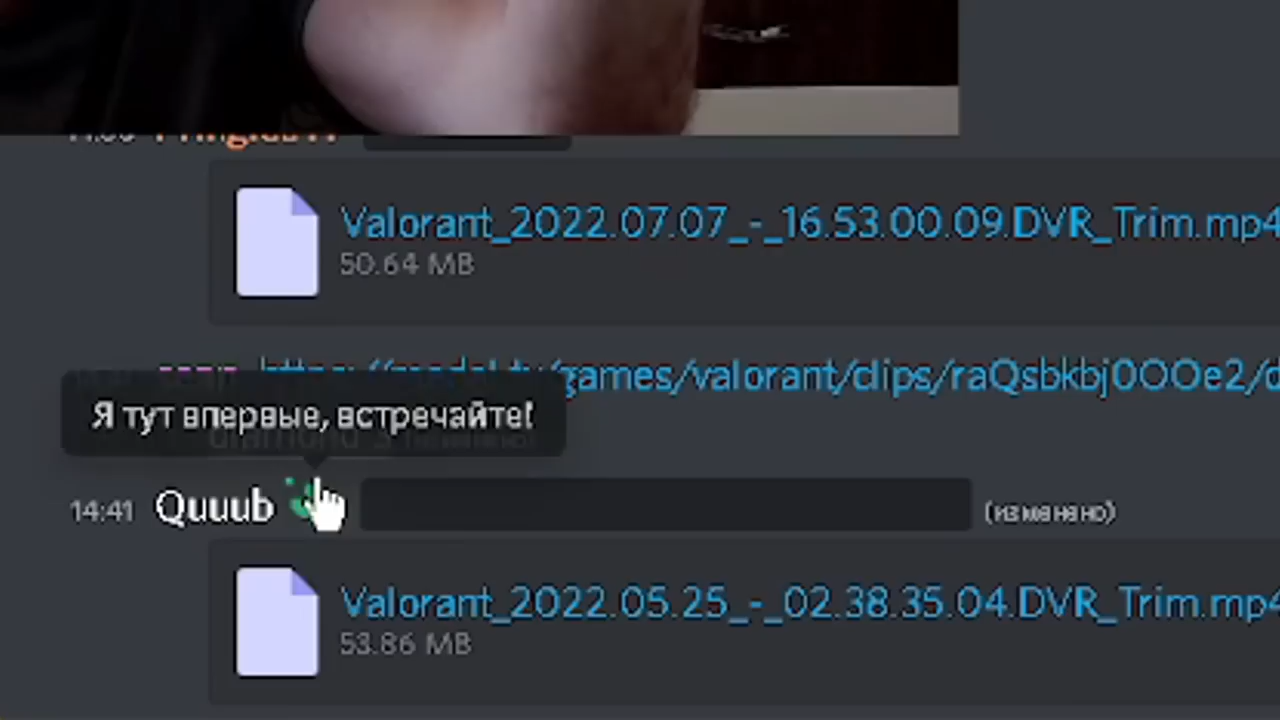 Valorant_2022.07.07_-_16.53.00.09.DVR_Trim.mp4
50.64 MB
/games/valorant/clips/raQsbkbj0OOe2/d
Я тут впервые, встречайте!
14:41 Quuub (изменено)
Valorant_2022.05.25_-_02.38.35.04.DVR_Trim.mp4
53.86 MB